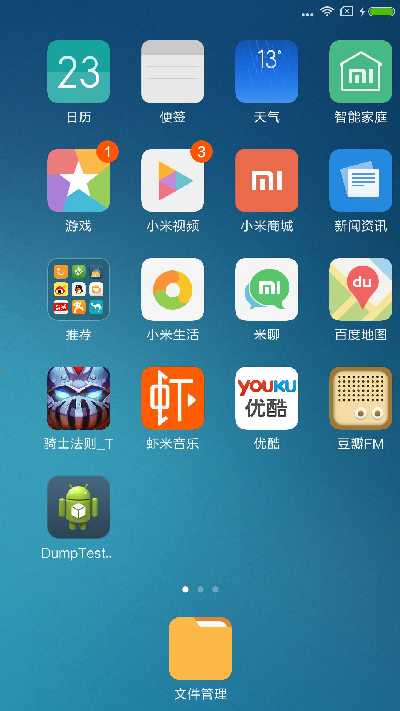 23
13°
mi
日历
便签
天气
智能家庭
1
3
mi
游戏
小米视频
小米商城
新闻资讯
mi
du
推荐
小米生活
米聊
百度地图
虾
YOUKU
优酷
骑士法则_T
虾米音乐
优酷
豆瓣FM
DumpTest..
文件管理